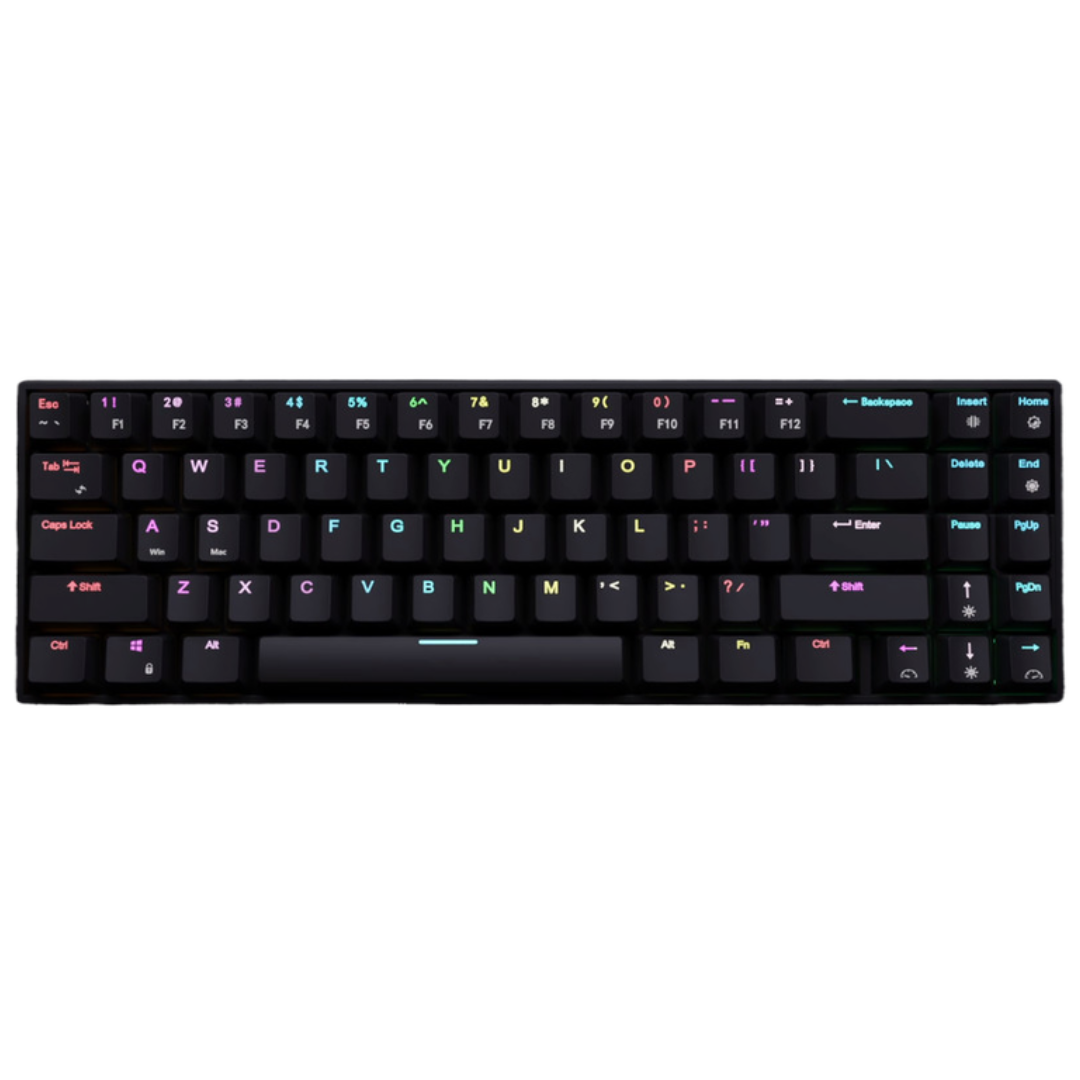 Esc 1! 2@ 3# 4$ 5% 6^ 7& 8* 9( 0) -— =+ ← Backspace Insert Home
~ ` F1 F2 F3 F4 F5 F6 F7 F8 F9 F10 F11 F12
Tab Q W E R T Y U I O P {[ ]} |\ Delete End
Caps Lock A S D F G H J K L ;: '" ↵ Enter Pause PgUp
Win Mac
⇧Shift Z X C V B N M ,< >. ?/ ⇧Shift ↑ PgDn
Ctrl Alt Alt Fn Ctrl ← ↓ →